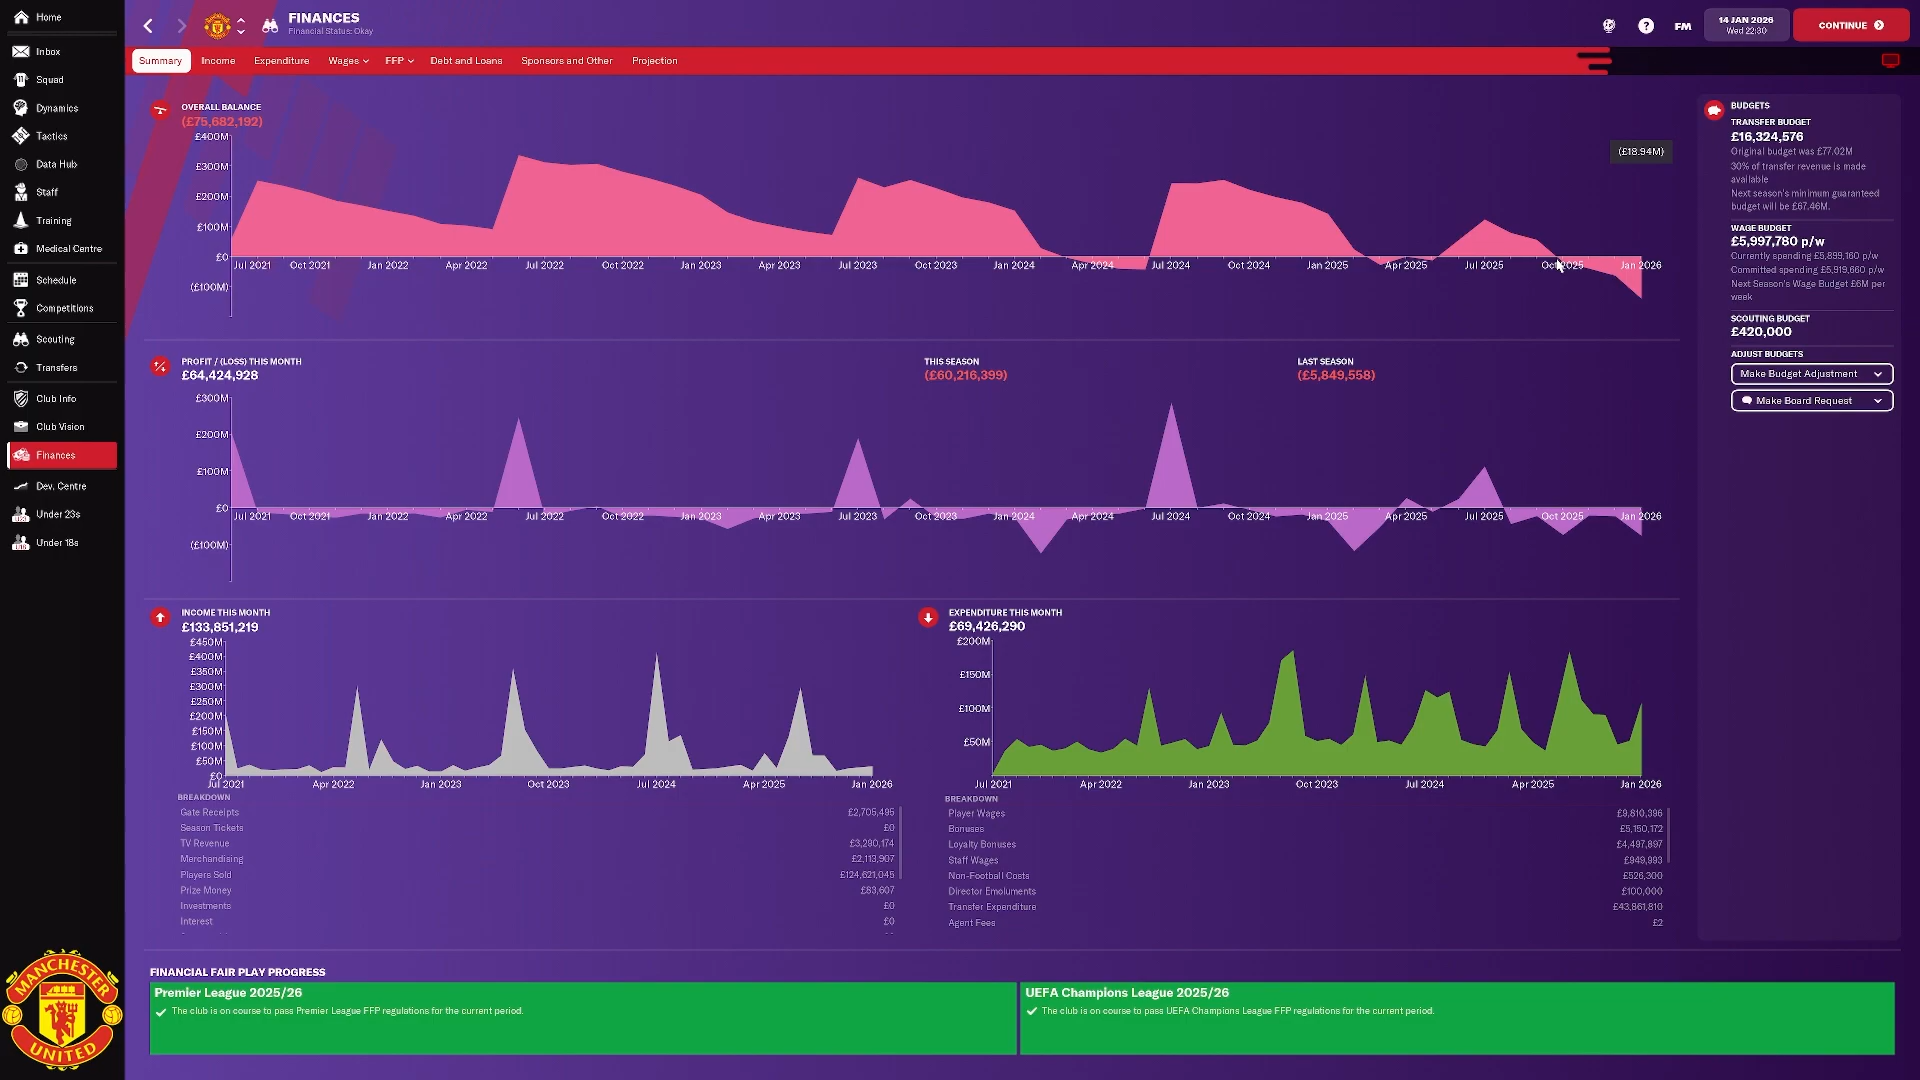 Home
Inbox
Squad
Dynamics
Tactics
Data Hub
Staff
Training
Medical Centre
Schedule
Competitions
Scouting
Transfers
Club Info
Club Vision
Finances
Dev. Centre
Under 23s
Under 18s
MANCHESTER
UNITED
FINANCES
Financial Status: Okay
FM
14 JAN 2026
Wed 22:30
CONTINUE
Summary
Income
Expenditure
Wages
FFP
Debt and Loans
Sponsors and Other
Projection
OVERALL BALANCE
(£75,682,192)
£400M
£300M
£200M
£100M
£0
(£100M)
(£18.94M)
Jul 2021 Oct 2021 Jan 2022 Apr 2022 Jul 2022 Oct 2022 Jan 2023 Apr 2023 Jul 2023 Oct 2023 Jan 2024 Apr 2024 Jul 2024 Oct 2024 Jan 2025 Apr 2025 Jul 2025 Oct 2025 Jan 2026
PROFIT / (LOSS) THIS MONTH
£64,424,928
THIS SEASON
(£60,216,399)
LAST SEASON
(£5,849,558)
£300M
£200M
£100M
£0
(£100M)
Jul 2021 Oct 2021 Jan 2022 Apr 2022 Jul 2022 Oct 2022 Jan 2023 Apr 2023 Jul 2023 Oct 2023 Jan 2024 Apr 2024 Jul 2024 Oct 2024 Jan 2025 Apr 2025 Jul 2025 Oct 2025 Jan 2026
INCOME THIS MONTH
£133,851,219
£450M
£400M
£350M
£300M
£250M
£200M
£150M
£100M
£50M
£0
Jul 2021 Apr 2022 Jan 2023 Oct 2023 Jul 2024 Apr 2025 Jan 2026
BREAKDOWN
Gate Receipts £2,705,495
Season Tickets £0
TV Revenue £3,290,174
Merchandising £2,113,907
Players Sold £124,621,045
Prize Money £83,607
Investments £0
Interest £0
EXPENDITURE THIS MONTH
£69,426,290
£200M
£150M
£100M
£50M
Jul 2021 Apr 2022 Jan 2023 Oct 2023 Jul 2024 Apr 2025 Jan 2026
BREAKDOWN
Player Wages £9,810,396
Bonuses £5,150,172
Loyalty Bonuses £4,497,897
Staff Wages £949,993
Non-Football Costs £526,300
Director Emoluments £100,000
Transfer Expenditure £43,861,810
Agent Fees £2
BUDGETS
TRANSFER BUDGET
£16,324,576
Original budget was £77.02M
30% of transfer revenue is made
available
Next season's minimum guaranteed
budget will be £67.46M.
WAGE BUDGET
£5,997,780 p/w
Currently spending £5,899,160 p/w
Committed spending £5,919,660 p/w
Next Season's Wage Budget £6M per
week
SCOUTING BUDGET
£420,000
ADJUST BUDGETS
Make Budget Adjustment
Make Board Request
FINANCIAL FAIR PLAY PROGRESS
Premier League 2025/26
The club is on course to pass Premier League FFP regulations for the current period.
UEFA Champions League 2025/26
The club is on course to pass UEFA Champions League FFP regulations for the current period.